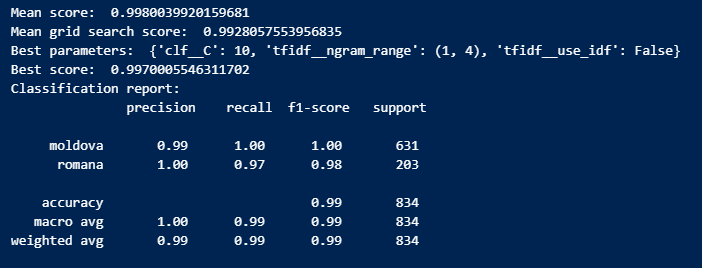 Mean score:  0.9980039920159681
Mean grid search score:  0.9928057553956835
Best parameters:  {'clf__C': 10, 'tfidf__ngram_range': (1, 4), 'tfidf__use_idf': False}
Best score:  0.9970005546311702
Classification report:
              precision    recall  f1-score   support

     moldova       0.99      1.00      1.00       631
      romana       1.00      0.97      0.98       203

    accuracy                           0.99       834
   macro avg       1.00      0.99      0.99       834
weighted avg       0.99      0.99      0.99       834